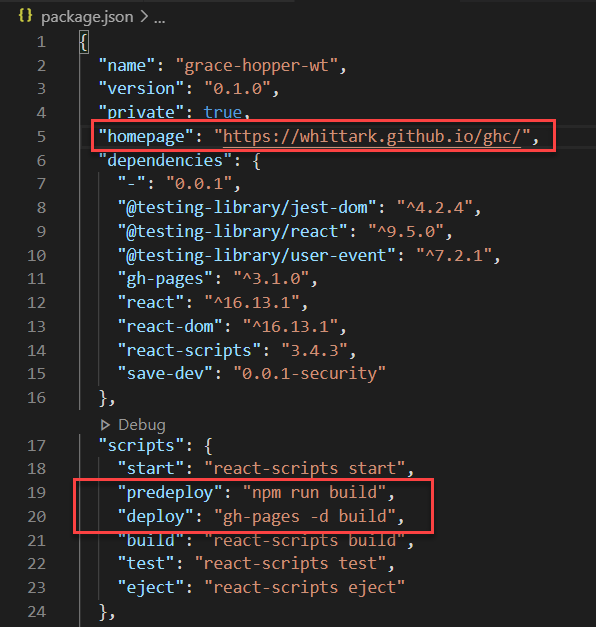 {} package.json > ...
1 {
2 "name": "grace-hopper-wt",
3 "version": "0.1.0",
4 "private": true,
5 "homepage": "https://whittark.github.io/ghc/",
6 "dependencies": {
7 "-": "0.0.1",
8 "@testing-library/jest-dom": "^4.2.4",
9 "@testing-library/react": "^9.5.0",
10 "@testing-library/user-event": "^7.2.1",
11 "gh-pages": "^3.1.0",
12 "react": "^16.13.1",
13 "react-dom": "^16.13.1",
14 "react-scripts": "3.4.3",
15 "save-dev": "0.0.1-security"
16 },
Debug
17 "scripts": {
18 "start": "react-scripts start",
19 "predeploy": "npm run build",
20 "deploy": "gh-pages -d build",
21 "build": "react-scripts build",
22 "test": "react-scripts test",
23 "eject": "react-scripts eject"
24 },